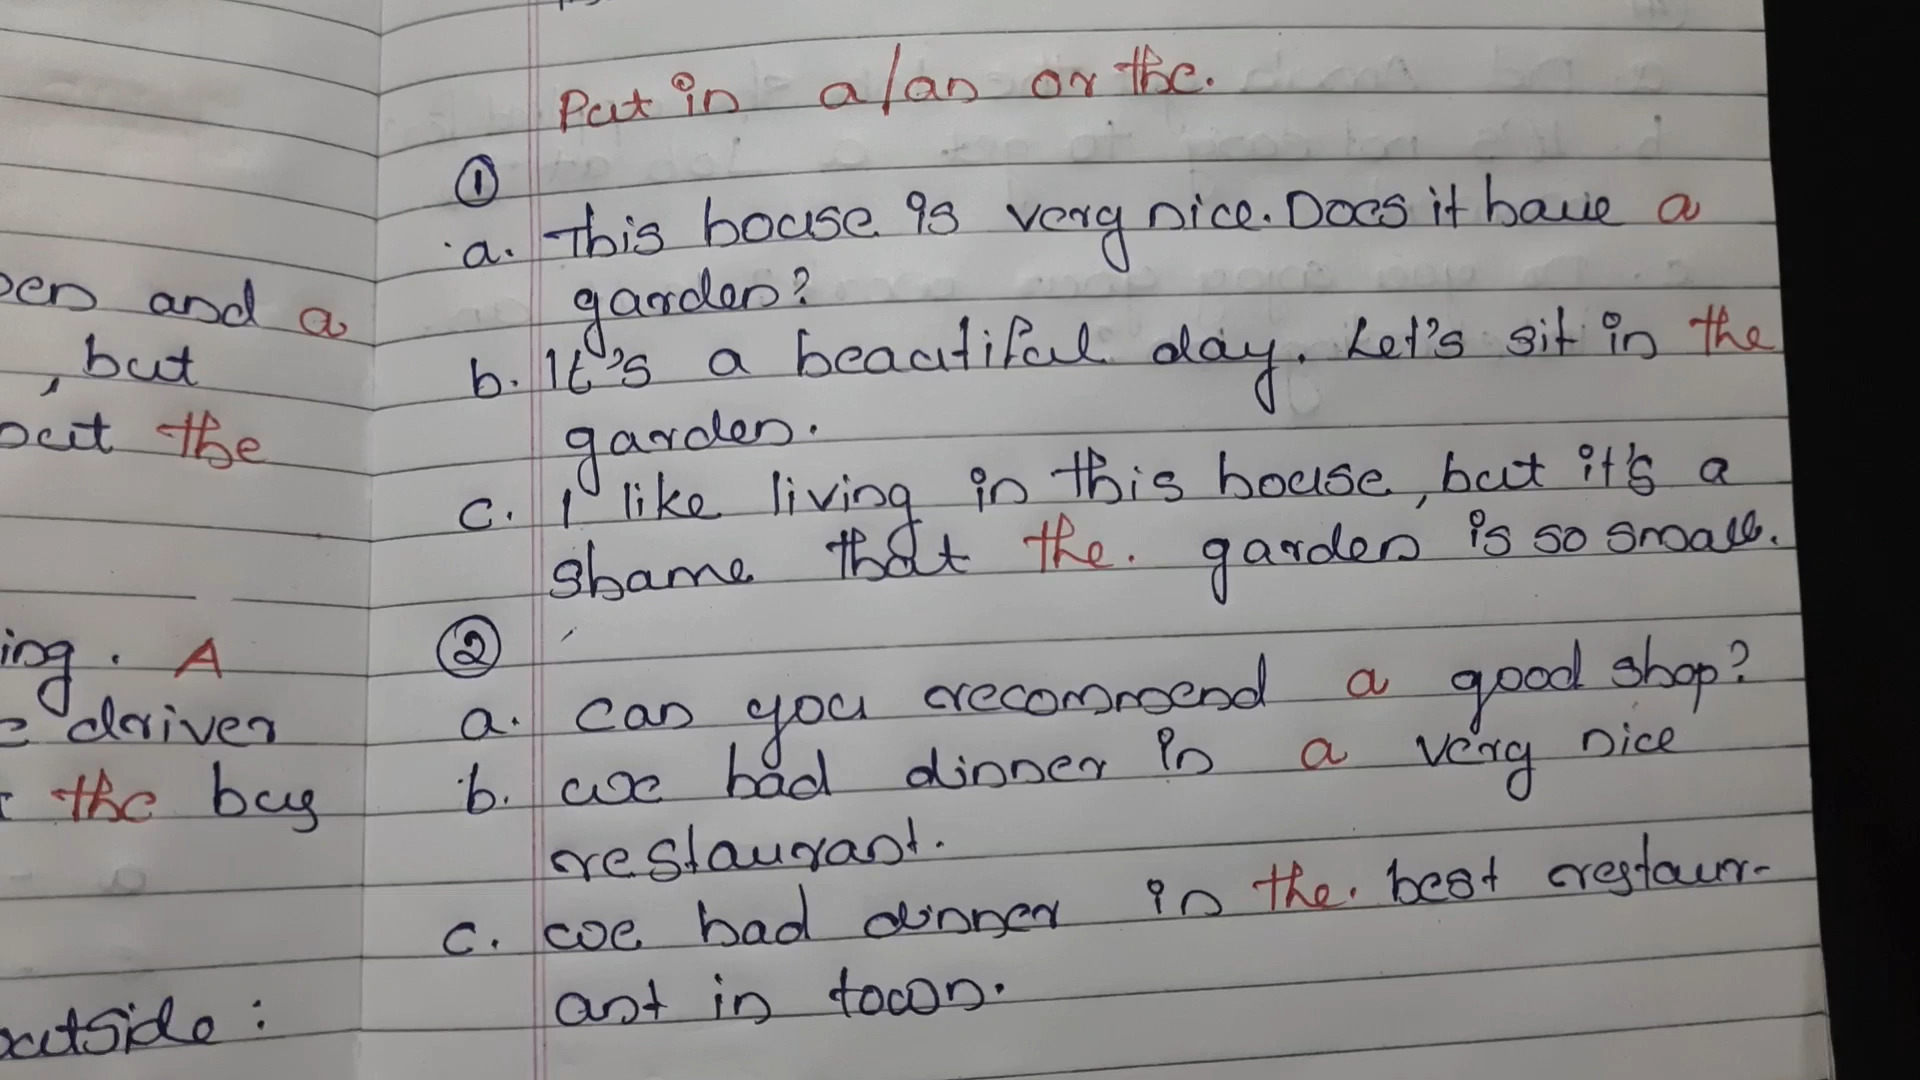 en and a
, but
out the
ing. A
e driver
the bus
outside:
Put in a/an or the.
①
a. This house is very nice. Does it have a
garden?
b. It's a beautiful day. Let's sit in the
garden.
c. I like living in this house, but it's a
shame that the. garden is so small.
②
a. can you recommend a good shop?
b. we had dinner in a very nice
restaurant.
c. we had dinner in the. best restaur-
ant in town.